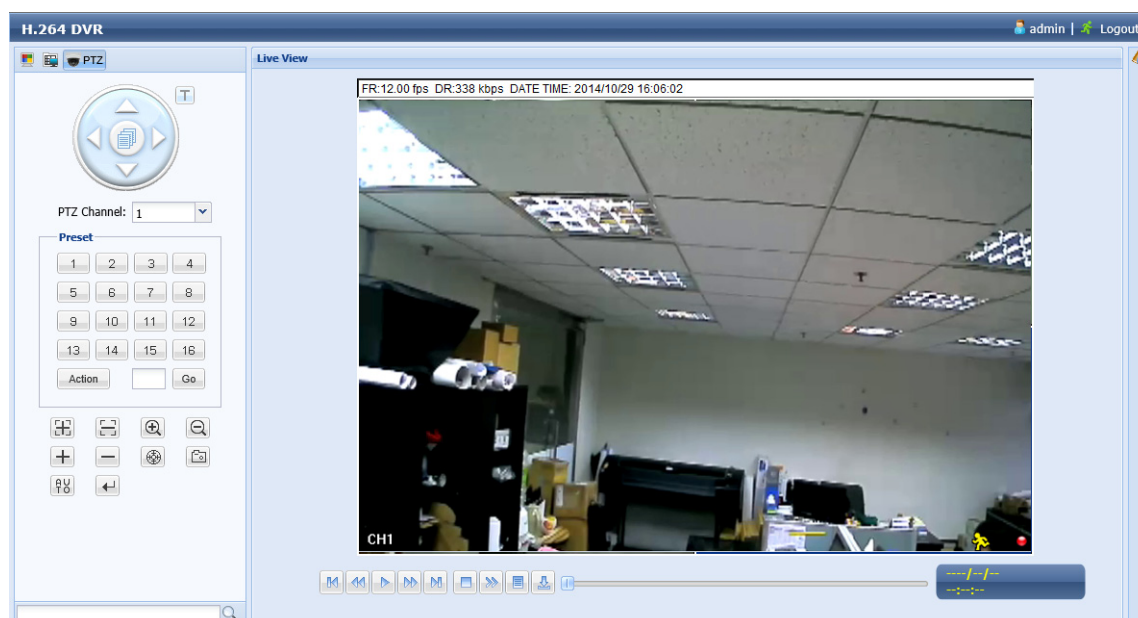 H.264 DVR
admin | Logout
PTZ
T
PTZ Channel: 1
Preset
1 2 3 4
5 6 7 8
9 10 11 12
13 14 15 16
Action Go
AUTO
Live View
FR:12.00 fps DR:338 kbps DATE TIME: 2014/10/29 16:06:02
CH1
----/--/--
--:--:--